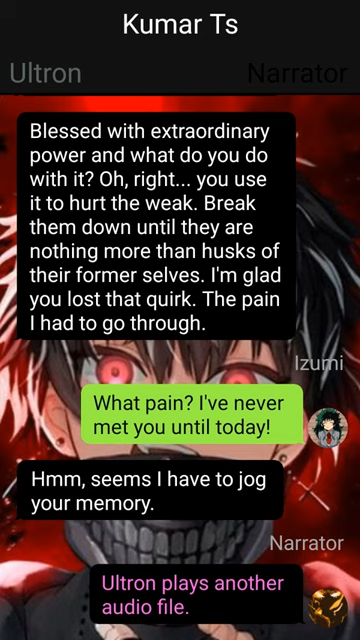 Kumar Ts
Ultron
Narrator
Blessed with extraordinary
power and what do you do
with it? Oh, right... you use
it to hurt the weak. Break
them down until they are
nothing more than husks of
their former selves. I'm glad
you lost that quirk. The pain
I had to go through.
Izumi
What pain? I've never
met you until today!
Hmm, seems I have to jog
your memory.
Narrator
Ultron plays another
audio file.